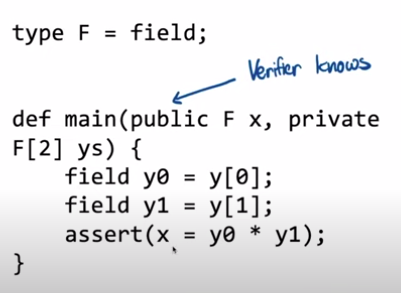 type F = field;
Verifier knows
def main(public F x, private
F[2] ys) {
    field y0 = y[0];
    field y1 = y[1];
    assert(x = y0 * y1);
}